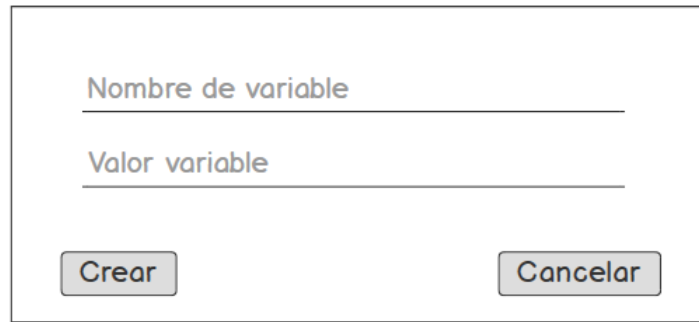 Nombre de variable
Valor variable
Crear
Cancelar